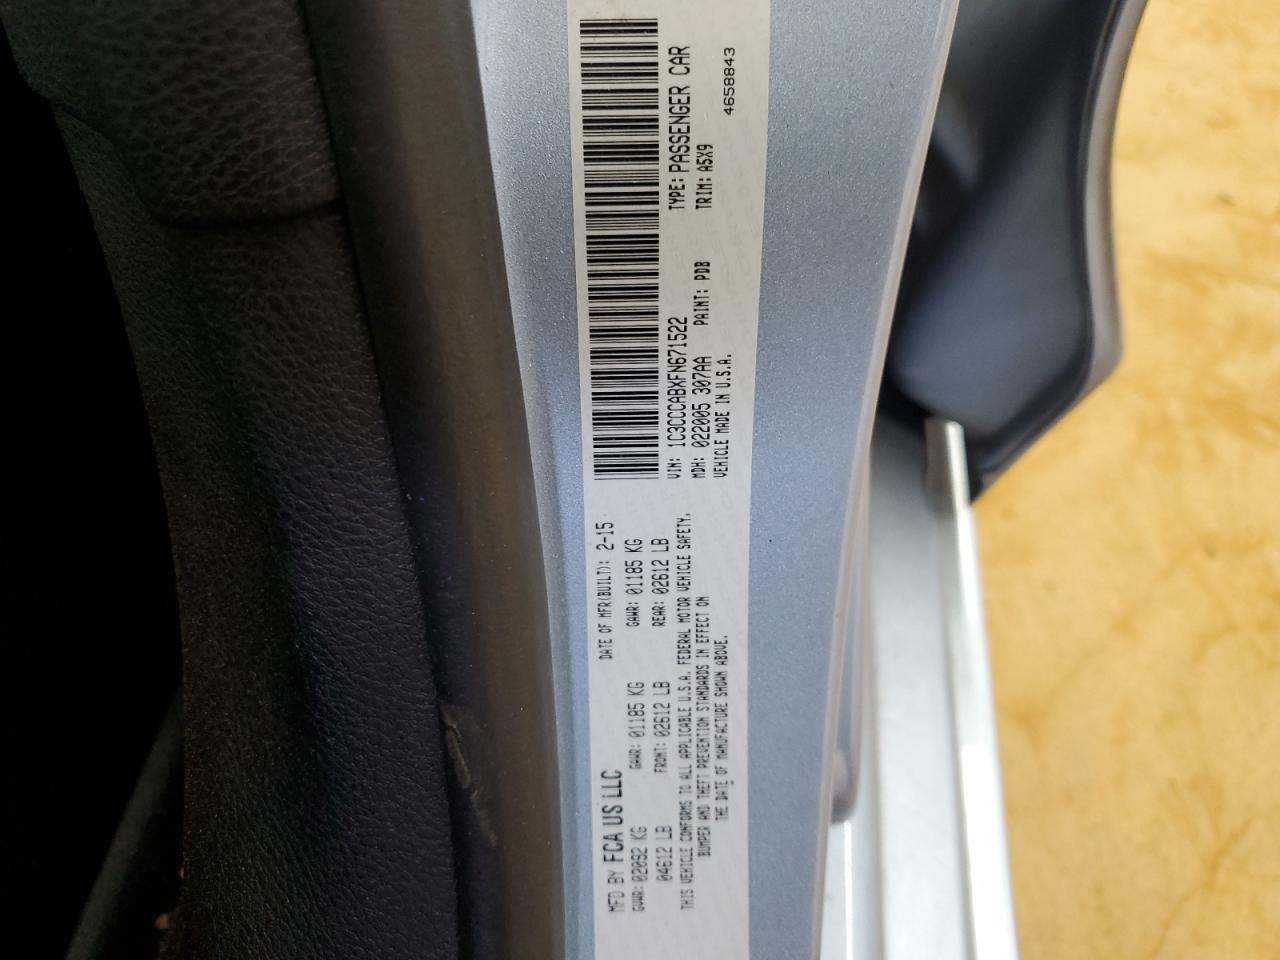 MFD BY FCA US LLC
DATE OF MFR(BUILT): 2-15
GVWR: 02092 KG
GAWR: 01185 KG
GAWR: 01185 KG
04612 LB
FRONT: 02612 LB
REAR: 02612 LB
THIS VEHICLE CONFORMS TO ALL APPLICABLE U.S.A. FEDERAL MOTOR VEHICLE SAFETY,
BUMPER AND THEFT PREVENTION STANDARDS IN EFFECT ON
THE DATE OF MANUFACTURE SHOWN ABOVE.
VIN: 1C3CCCABXFN671522
TYPE: PASSENGER CAR
MDH: 022005 307AA
PAINT: PDB
TRIM: A5X9
VEHICLE MADE IN U.S.A.
4658843